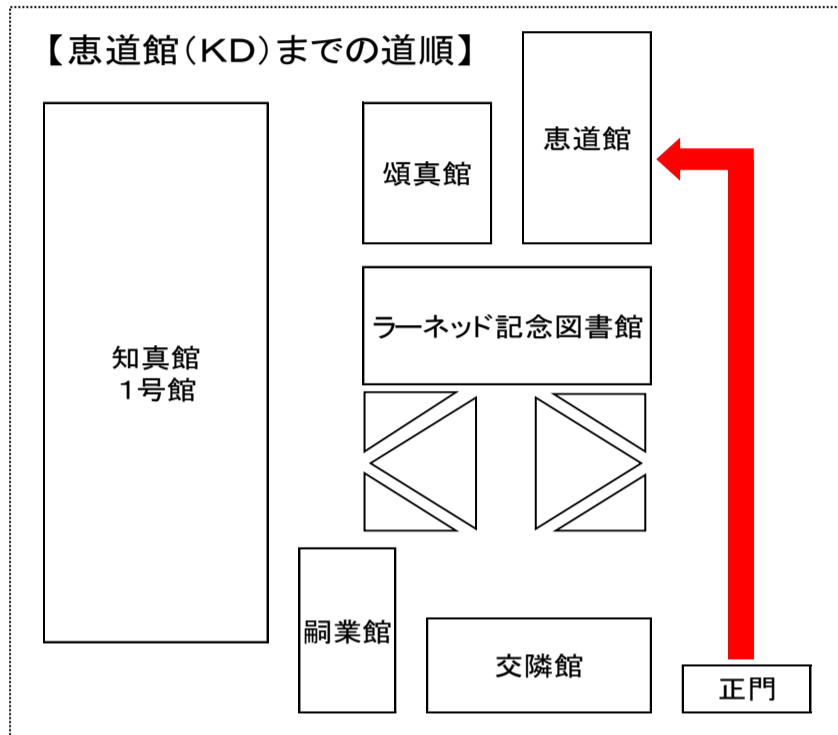 【恵道館(KD)までの道順】
恵道館
頌真館
ラーネッド記念図書館
知真館
1号館
嗣業館
交隣館
正門